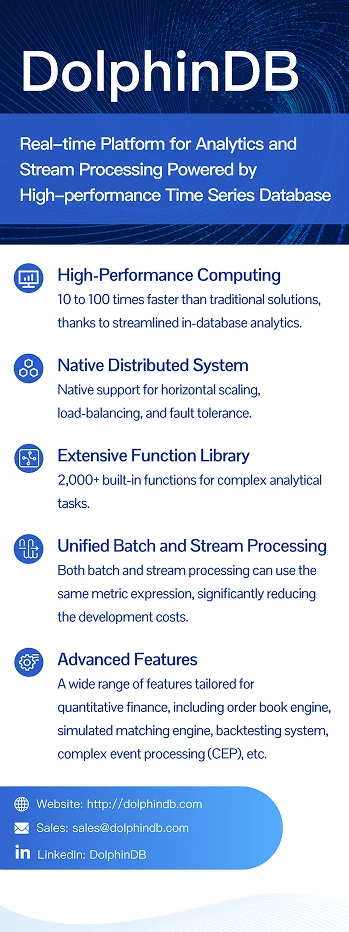 DolphinDB
Real-time Platform for Analytics and
Stream Processing Powered by
High-performance Time Series Database
High-Performance Computing
10 to 100 times faster than traditional solutions,
thanks to streamlined in-database analytics.
Native Distributed System
Native support for horizontal scaling,
load-balancing, and fault tolerance.
Extensive Function Library
2,000+ built-in functions for complex analytical
tasks.
Unified Batch and Stream Processing
Both batch and stream processing can use the
same metric expression, significantly reducing
the development costs.
Advanced Features
A wide range of features tailored for
quantitative finance, including order book engine,
simulated matching engine, backtesting system,
complex event processing (CEP), etc.
Website: http://dolphindb.com
Sales: sales@dolphindb.com
in LinkedIn: DolphinDB